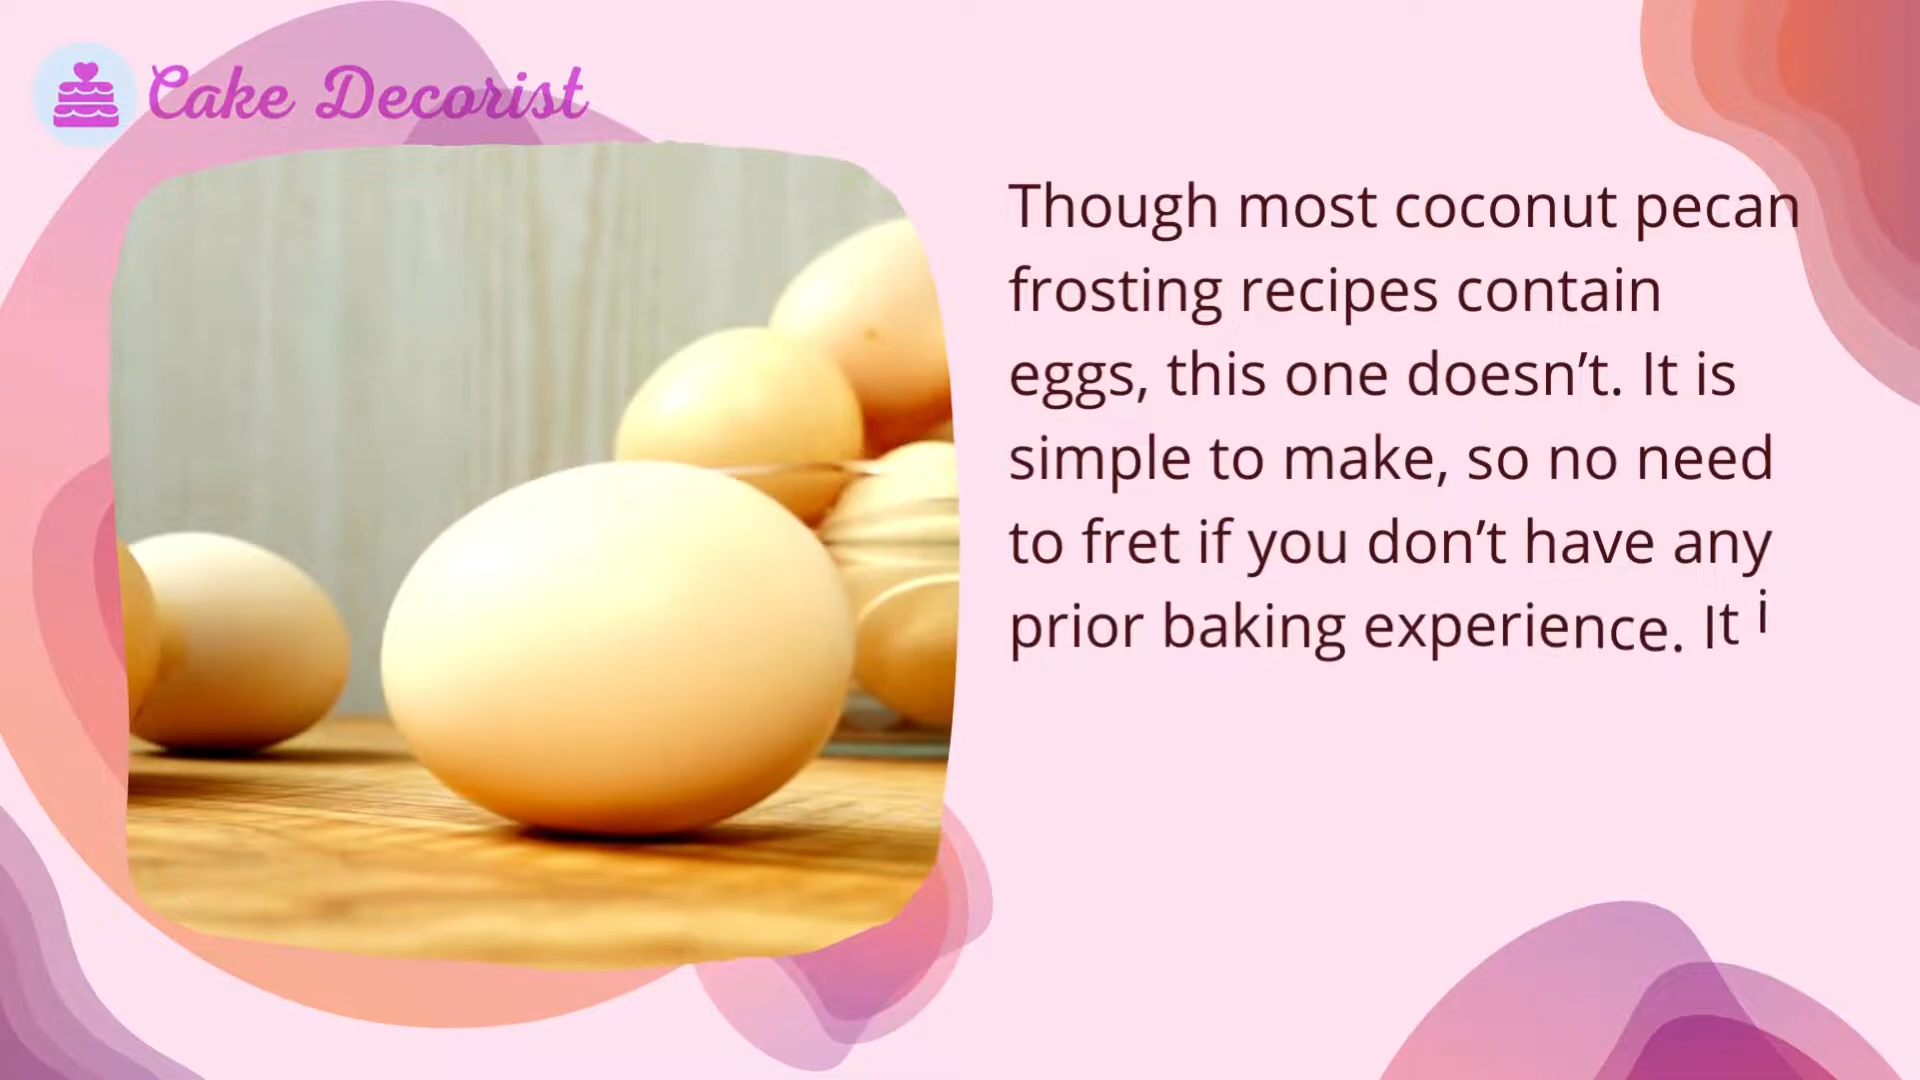 Cake Decorist
Though most coconut pecan
frosting recipes contain
eggs, this one doesn’t. It is
simple to make, so no need
to fret if you don’t have any
prior baking experience. It i